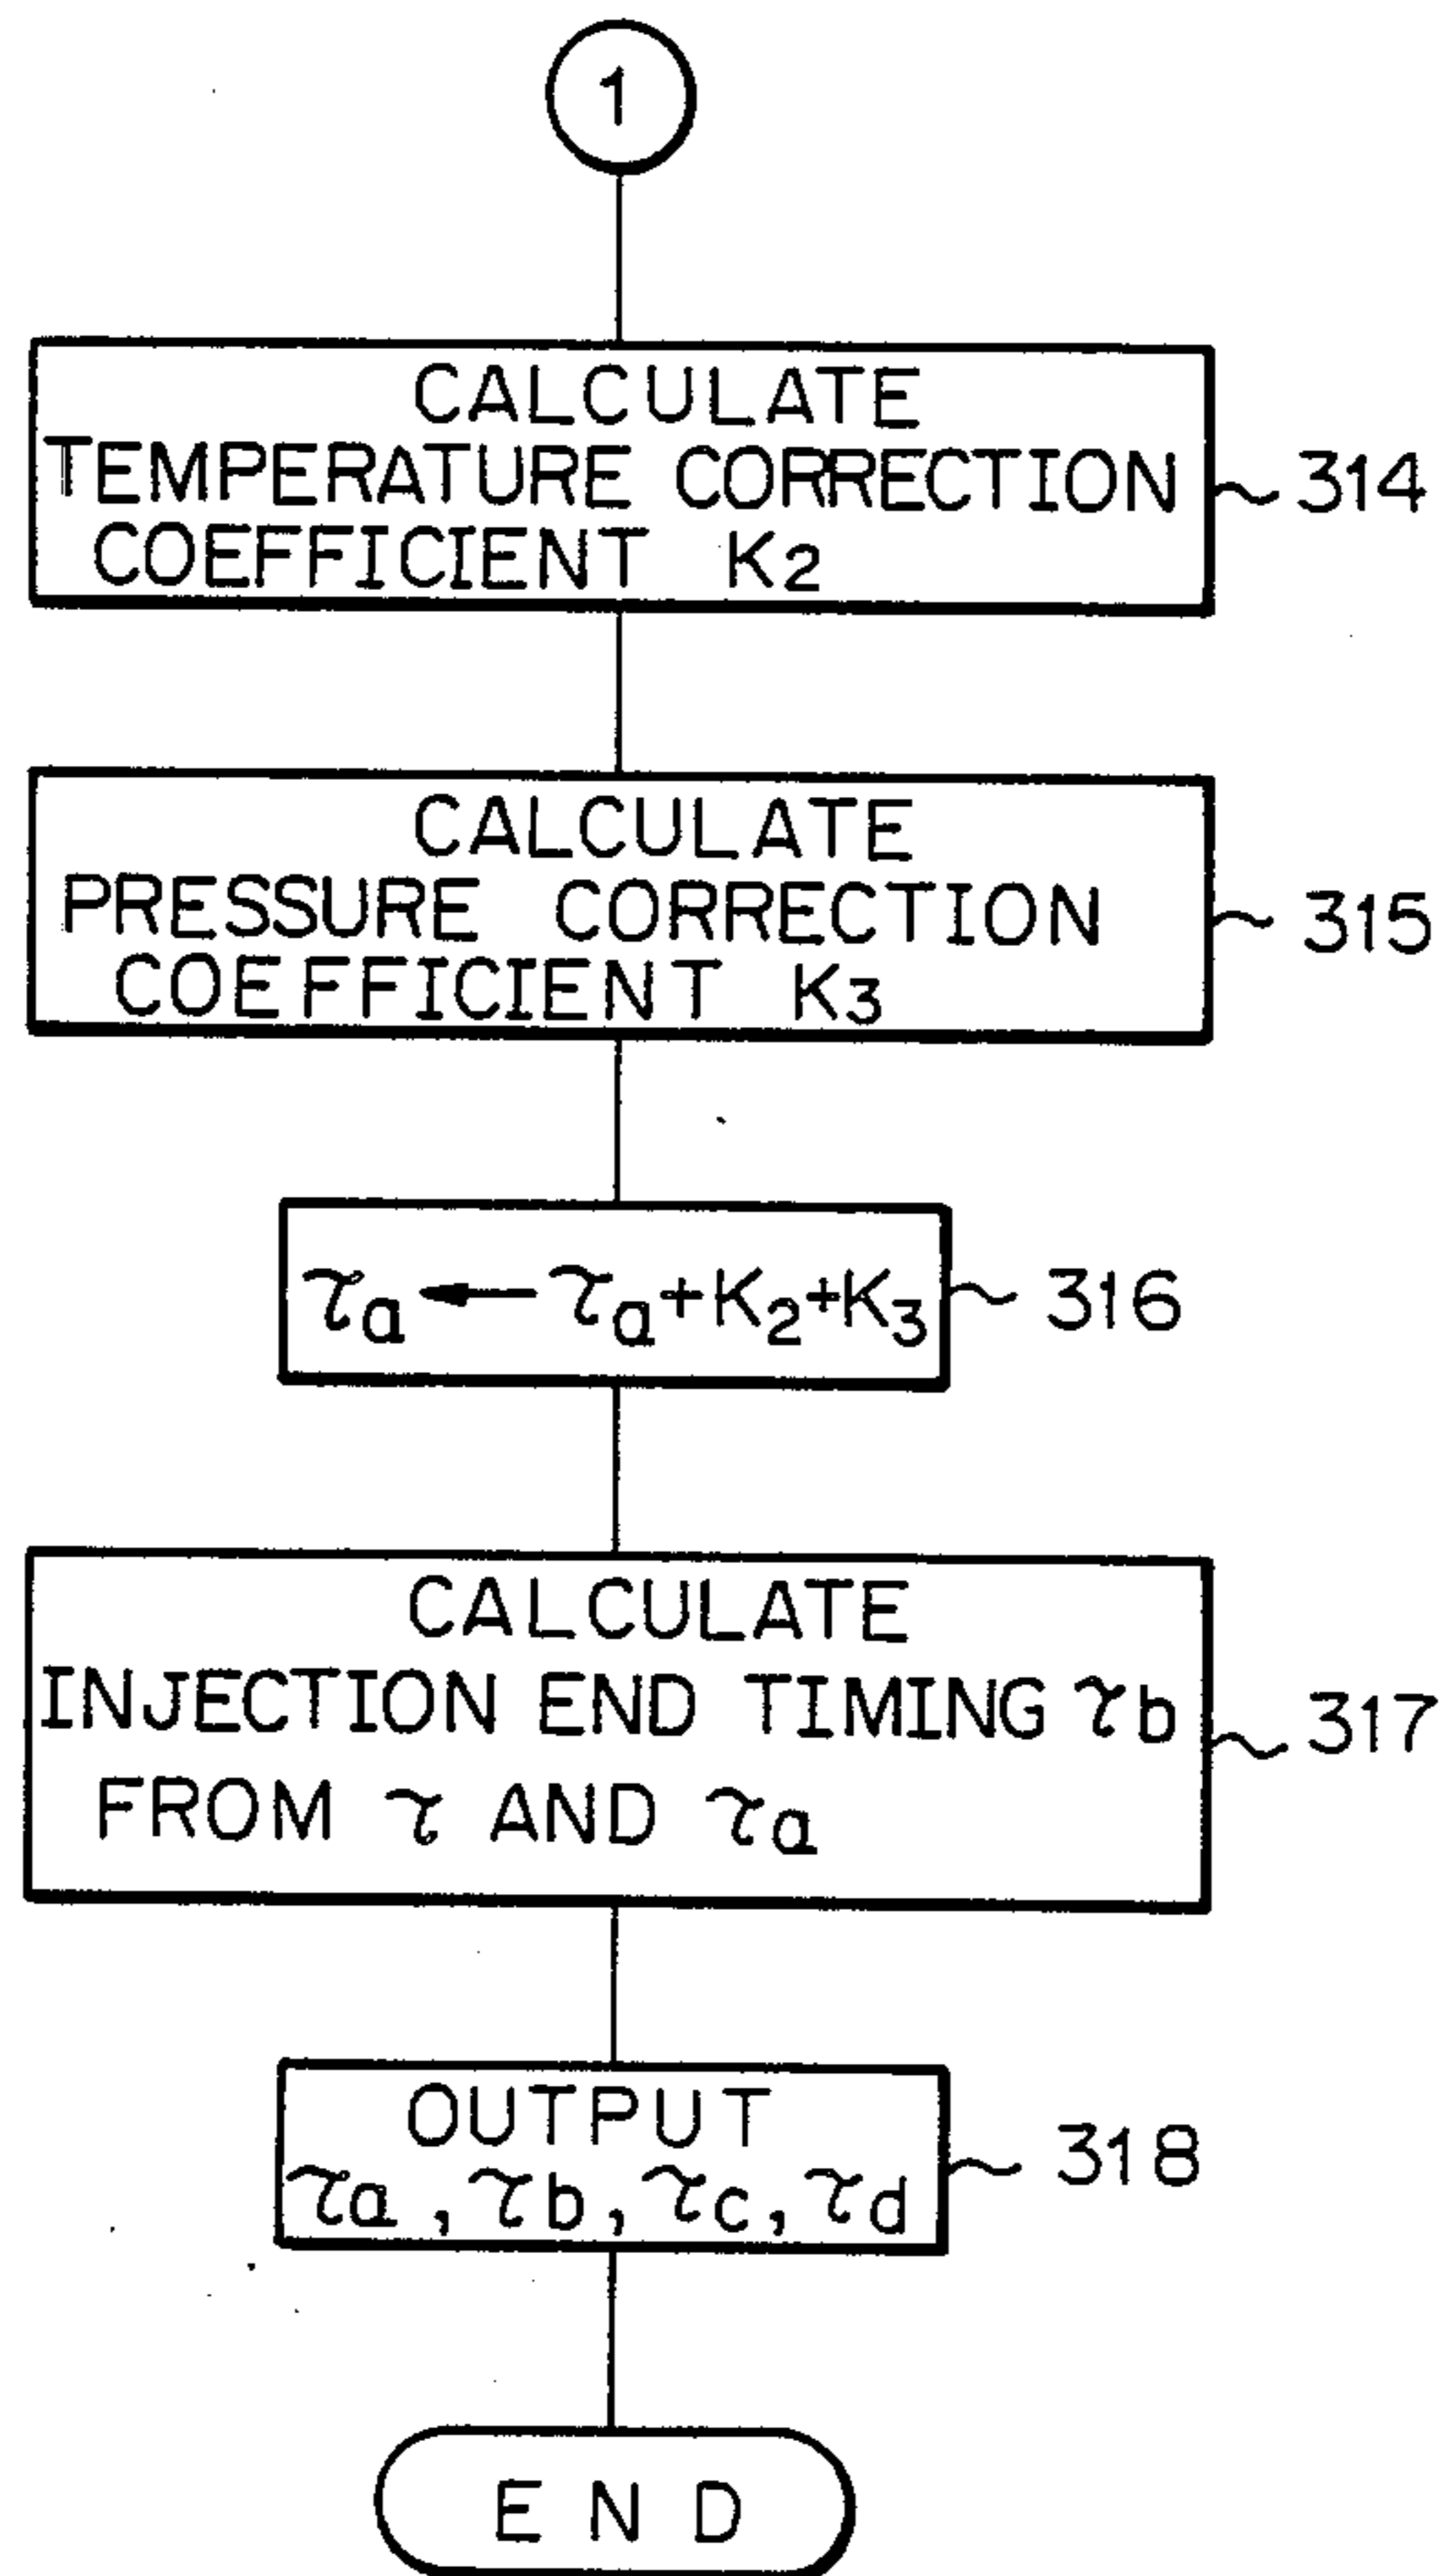 1
CALCULATE
TEMPERATURE CORRECTION
COEFFICIENT K2
314
CALCULATE
PRESSURE CORRECTION
COEFFICIENT K3
315
τa ← τa+K2+K3
316
CALCULATE
INJECTION END TIMING τb
FROM τ AND τa
317
OUTPUT
τa, τb, τc, τd
318
END